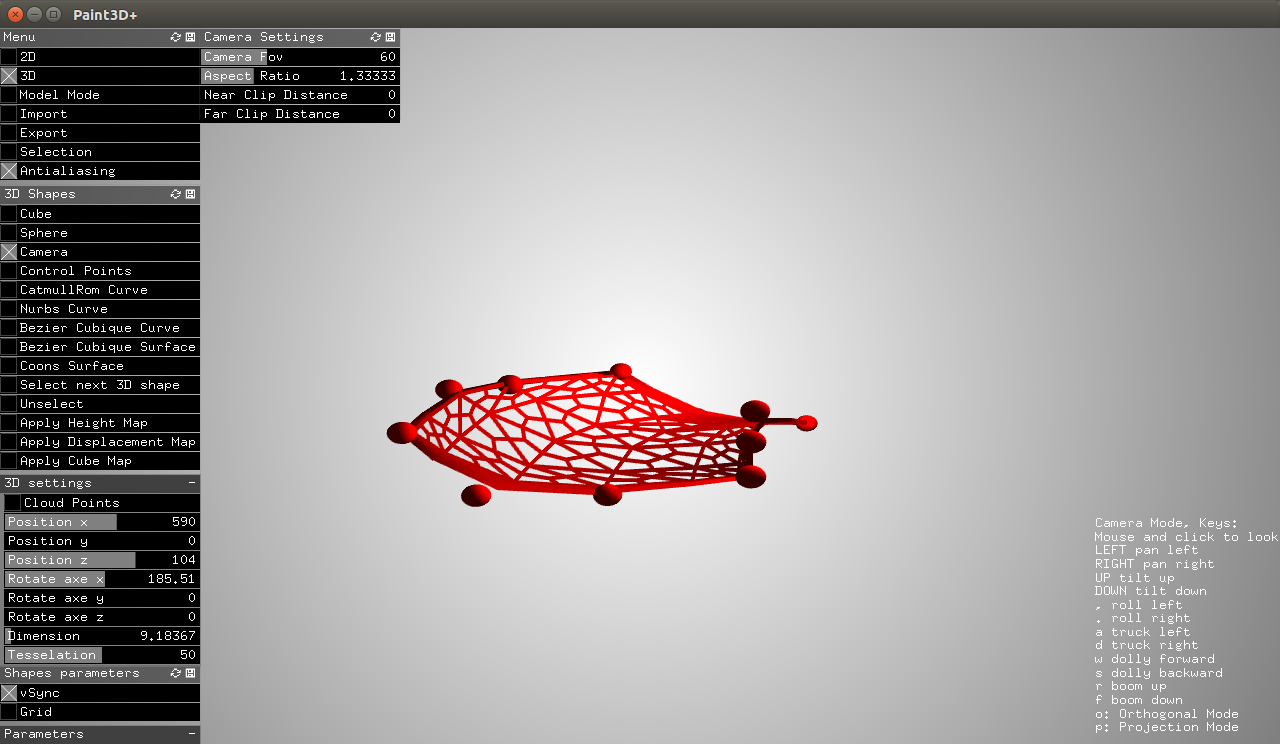 Paint3D+
Menu
2D
3D
Model Mode
Import
Export
Selection
Antialiasing
3D Shapes
Cube
Sphere
Camera
Control Points
CatmullRom Curve
Nurbs Curve
Bezier Cubique Curve
Bezier Cubique Surface
Coons Surface
Select next 3D shape
Unselect
Apply Height Map
Apply Displacement Map
Apply Cube Map
3D settings -
Cloud Points
Position x 590
Position y 0
Position z 104
Rotate axe x 185.51
Rotate axe y 0
Rotate axe z 0
Dimension 9.18367
Tesselation 50
Shapes parameters
vSync
Grid
Parameters -
Camera Settings
Camera Fov 60
Aspect Ratio 1.33333
Near Clip Distance 0
Far Clip Distance 0
Camera Mode, Keys:
Mouse and click to look
LEFT pan left
RIGHT pan right
UP tilt up
DOWN tilt down
, roll left
. roll right
a truck left
d truck right
w dolly forward
s dolly backward
r boom up
f boom down
o: Orthogonal Mode
p: Projection Mode